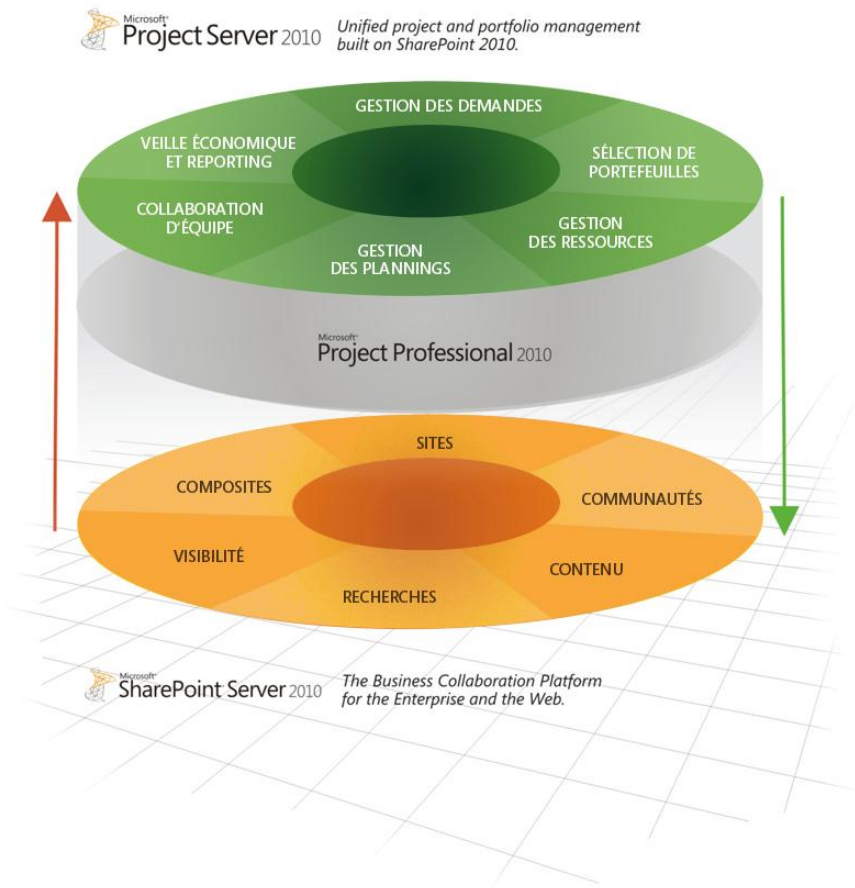 Microsoft®
Project Server 2010
Unified project and portfolio management
built on SharePoint 2010.
GESTION DES DEMANDES
VEILLE ÉCONOMIQUE
ET REPORTING
SÉLECTION DE
PORTEFEUILLES
COLLABORATION
D'ÉQUIPE
GESTION
DES RESSOURCES
GESTION
DES PLANNINGS
Microsoft®
Project Professional 2010
SITES
COMPOSITES
COMMUNAUTÉS
VISIBILITÉ
CONTENU
RECHERCHES
Microsoft®
SharePoint Server 2010
The Business Collaboration Platform
for the Enterprise and the Web.